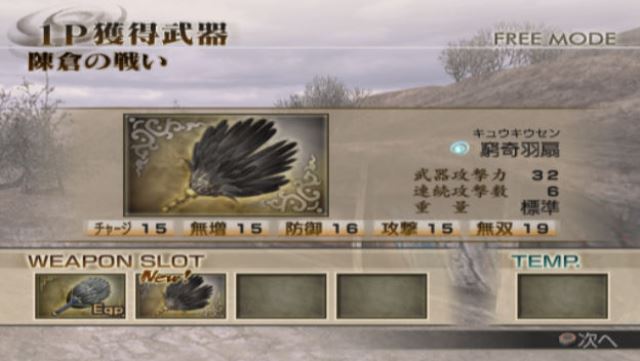 1P獲得武器
FREE MODE
陳倉の戦い
キュウキウセン
窮奇羽扇
武器攻撃力 32
連続攻撃数 6
重量 標準
チャージ 15 無増 15 防御 16 攻撃 15 無双 19
WEAPON SLOT
TEMP.
New!
Eqp
次へ